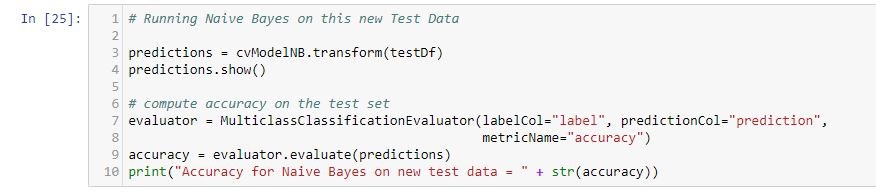 In [25]:
1 # Running Naive Bayes on this new Test Data
2
3 predictions = cvModelNB.transform(testDf)
4 predictions.show()
5
6 # compute accuracy on the test set
7 evaluator = MulticlassClassificationEvaluator(labelCol="label", predictionCol="prediction",
8                                               metricName="accuracy")
9 accuracy = evaluator.evaluate(predictions)
10 print("Accuracy for Naive Bayes on new test data = " + str(accuracy))